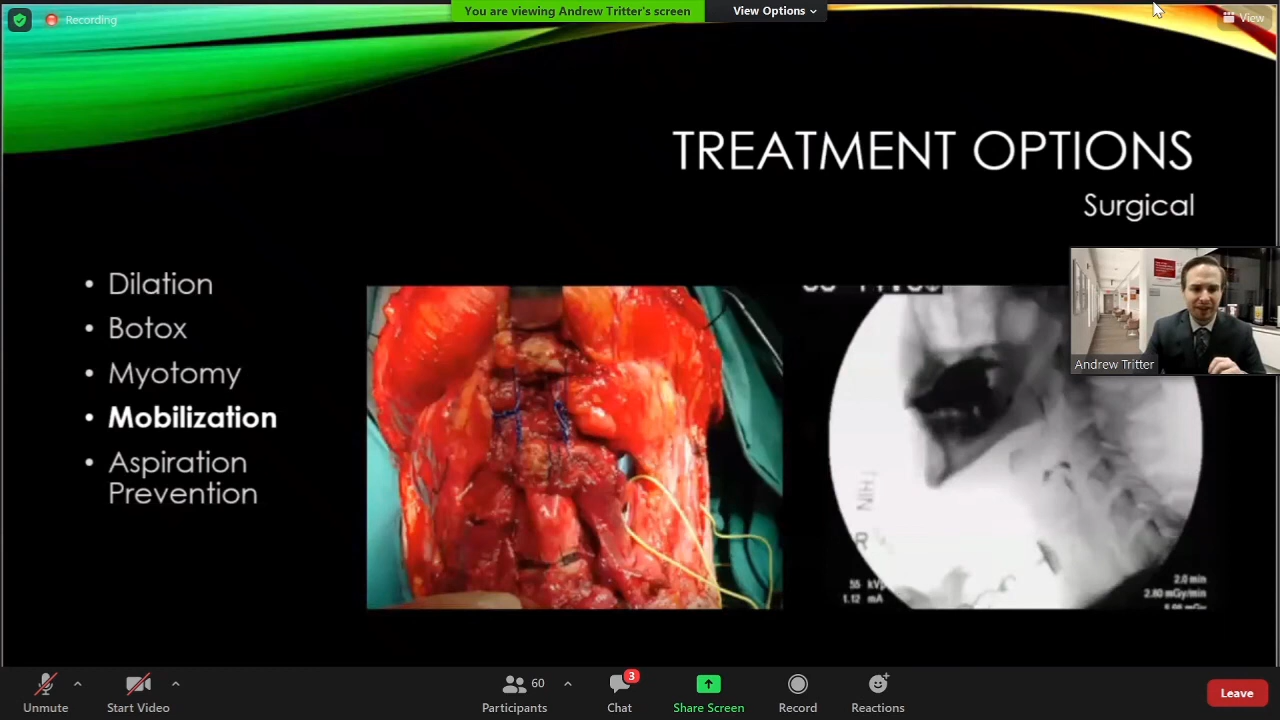 Recording
You are viewing Andrew Tritter's screen
View Options
View
TREATMENT OPTIONS
Surgical
• Dilation
• Botox
• Myotomy
• Mobilization
• Aspiration
Prevention
Andrew Tritter
NIH
R
55 kVp
1.12 mA
2.0 min
2.80 mGy/min
Unmute
Start Video
Participants
60
Chat
3
Share Screen
Record
Reactions
Leave